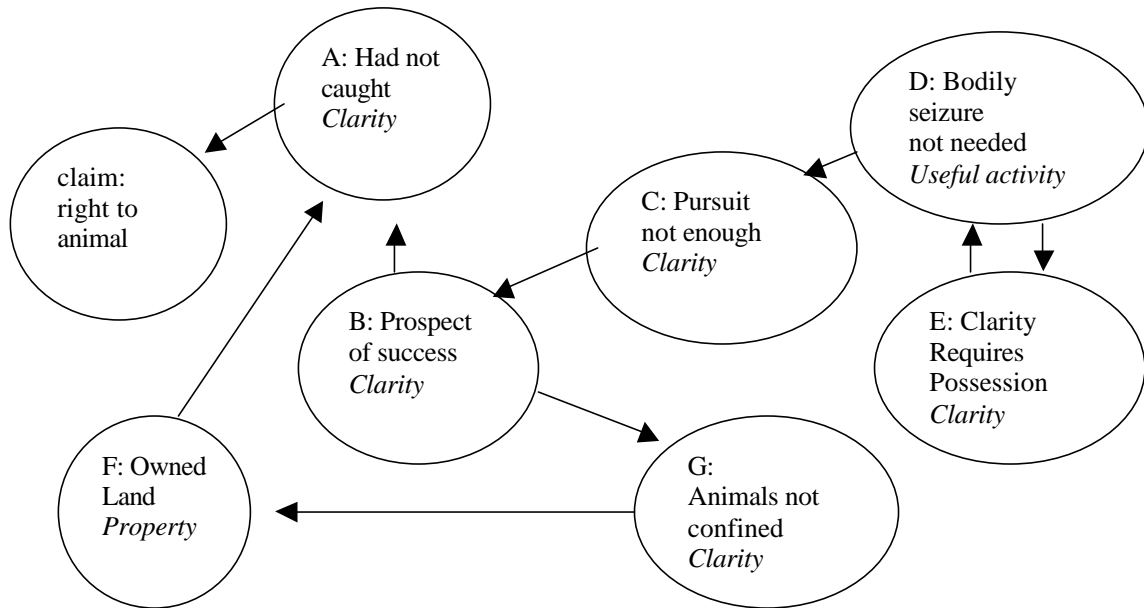 A: Had not
caught
Clarity
claim:
right to
animal
D: Bodily
seizure
not needed
Useful activity
C: Pursuit
not enough
Clarity
B: Prospect
of success
Clarity
E: Clarity
Requires
Possession
Clarity
F: Owned
Land
Property
G:
Animals not
confined
Clarity